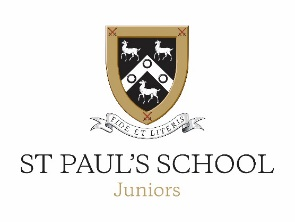 FIDE ET LITERIS
ST PAUL'S SCHOOL
Juniors